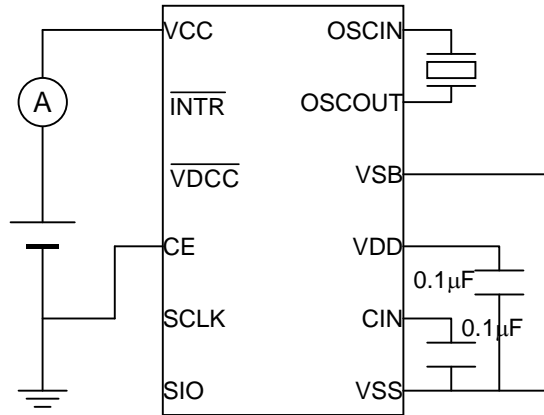 VCC
OSCIN
A
INTR
OSCOUT
VDCC
VSB
CE
VDD
0.1μF
SCLK
CIN
0.1μF
SIO
VSS